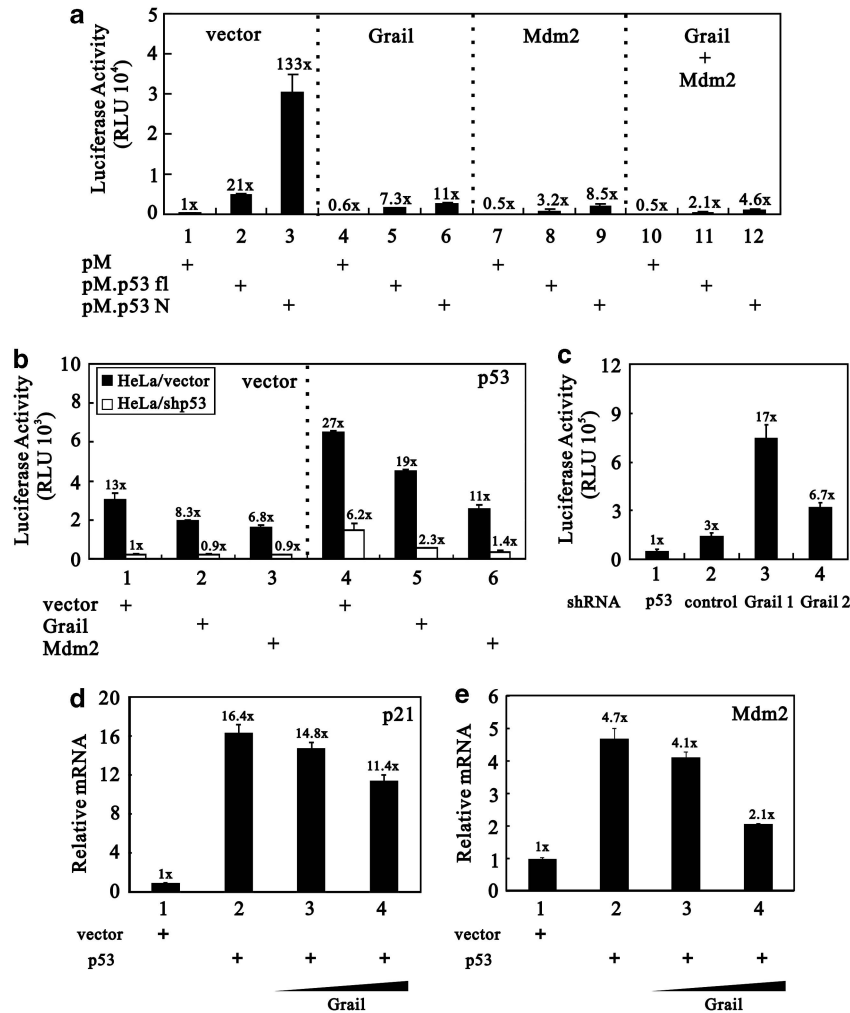 a
vector Grail Mdm2 Grail
+
Mdm2
Luciferase Activity
(RLU 10⁴)
5
4
3
2
1
0
1x 21x 133x 0.6x 7.3x 11x 0.5x 3.2x 8.5x 0.5x 2.1x 4.6x
1 2 3 4 5 6 7 8 9 10 11 12
pM + + + +
pM.p53 fl + + + +
pM.p53 N + + + +
b
HeLa/vector
HeLa/shp53
vector p53
Luciferase Activity
(RLU 10³)
10
8
6
4
2
0
13x 1x 8.3x 0.9x 6.8x 0.9x 27x 6.2x 19x 2.3x 11x 1.4x
1 2 3 4 5 6
vector + +
Grail + +
Mdm2 + +
c
Luciferase Activity
(RLU 10⁵)
12
9
6
3
0
1x 3x 17x 6.7x
1 2 3 4
shRNA p53 control Grail 1 Grail 2
d
p21
Relative mRNA
20
16
12
8
4
0
1x 16.4x 14.8x 11.4x
1 2 3 4
vector +
p53 + + +
Grail
e
Mdm2
Relative mRNA
6
5
4
3
2
1
0
1x 4.7x 4.1x 2.1x
1 2 3 4
vector +
p53 + + +
Grail